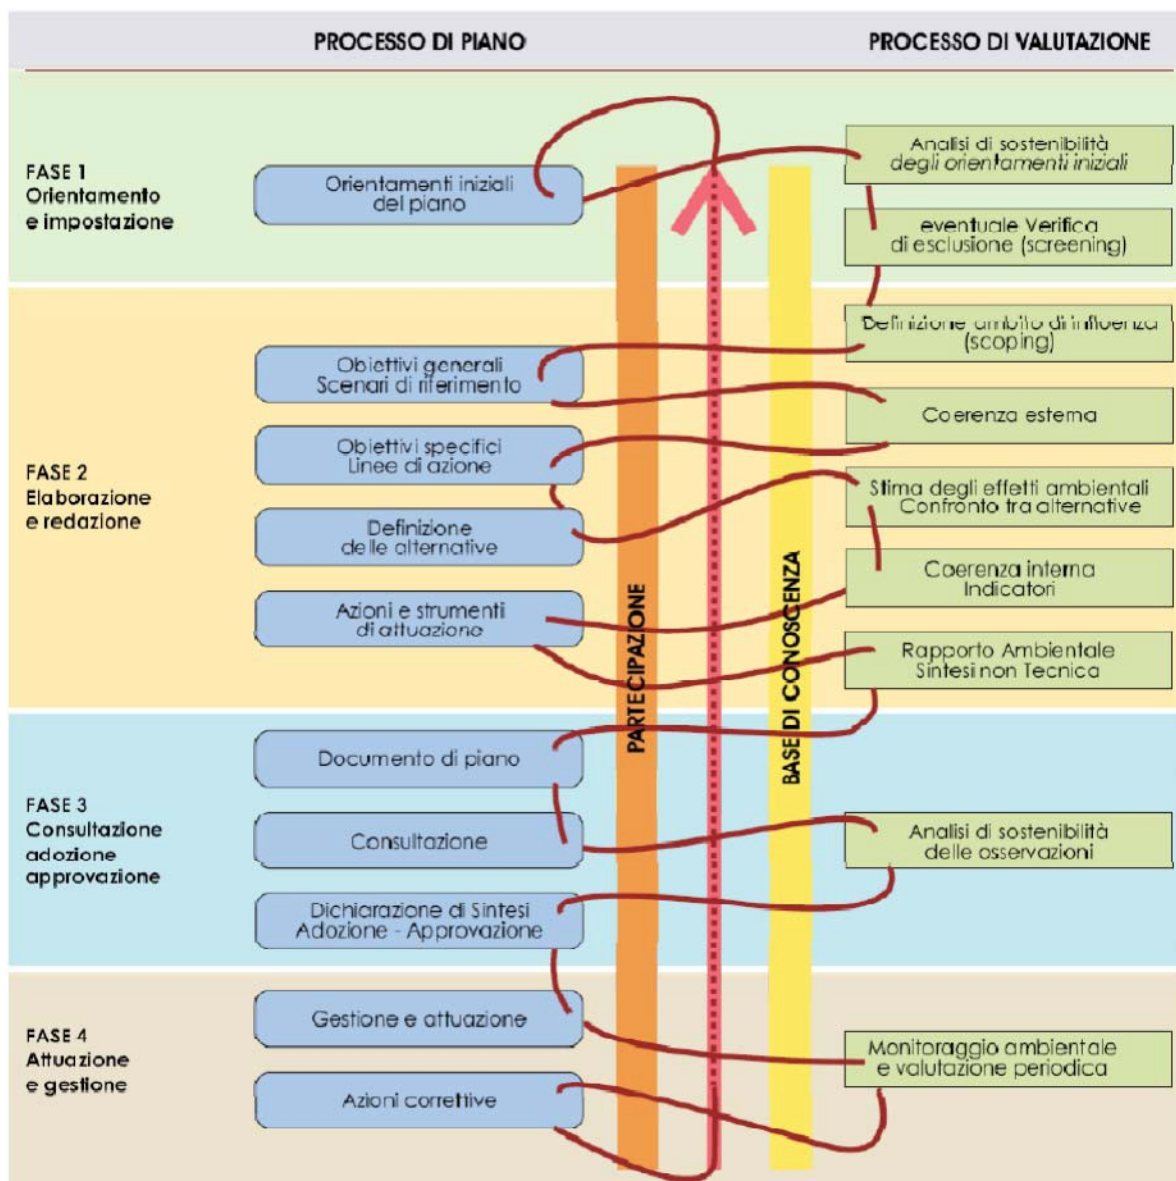 PROCESSO DI PIANO
PROCESSO DI VALUTAZIONE
FASE 1
Orientamento
e impostazione
Orientamenti iniziali
del piano
Analisi di sostenibilità
degli orientamenti iniziali
eventuale Verifica
di esclusione (screening)
FASE 2
Elaborazione
e redazione
Obiettivi generali
Scenari di riferimento
Obiettivi specifici
Linee di azione
Definizione
delle alternative
Azioni e strumenti
di attuazione
Definizione ambito di influenza
(scoping)
Coerenza esterna
Stima degli effetti ambientali
Confronto tra alternative
Coerenza interna
Indicatori
Rapporto Ambientale
Sintesi non Tecnica
PARTECIPAZIONE
BASE DI CONOSCENZA
FASE 3
Consultazione
adozione
approvazione
Documento di piano
Consultazione
Dichiarazione di Sintesi
Adozione - Approvazione
Analisi di sostenibilità
delle osservazioni
FASE 4
Attuazione
e gestione
Gestione e attuazione
Azioni correttive
Monitoraggio ambientale
e valutazione periodica